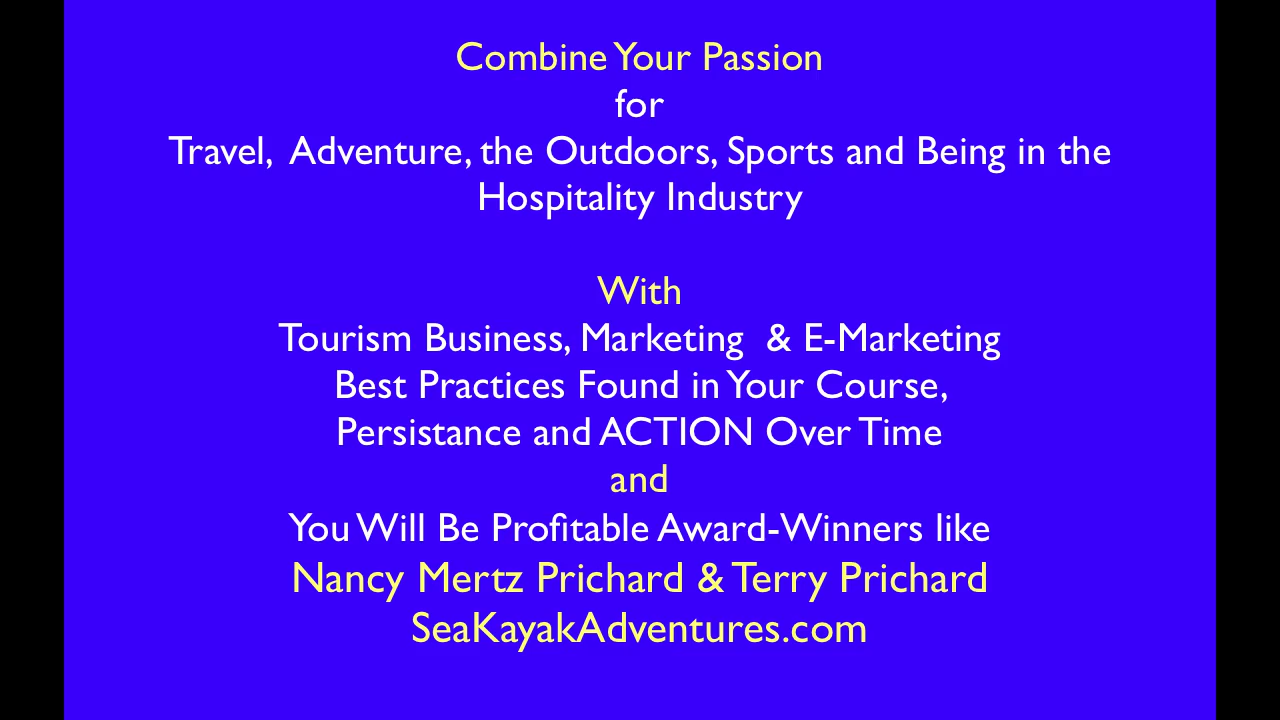 Combine Your Passion
for
Travel,  Adventure, the Outdoors, Sports and Being in the
Hospitality Industry
With
Tourism Business, Marketing  & E-Marketing
Best Practices Found in Your Course,
Persistance and ACTION Over Time
and
You Will Be Profitable Award-Winners like
Nancy Mertz Prichard & Terry Prichard
SeaKayakAdventures.com